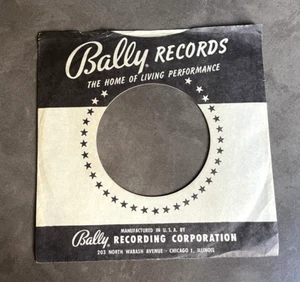 Bally RECORDS
THE HOME OF LIVING PERFORMANCE
MANUFACTURED IN U.S.A. BY
Bally RECORDING CORPORATION
203 NORTH WABASH AVENUE - CHICAGO 1, ILLINOIS